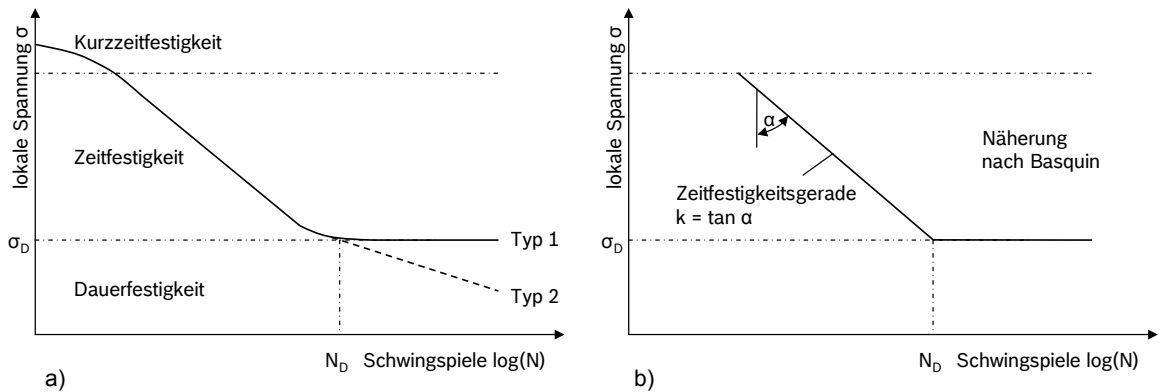 lokale Spannung σ
Kurzzeitfestigkeit
Zeitfestigkeit
σD
Typ 1
Dauerfestigkeit
Typ 2
ND Schwingspiele log(N)
a)
lokale Spannung σ
α
Näherung
nach Basquin
Zeitfestigkeitsgerade
k = tan α
σD
ND Schwingspiele log(N)
b)